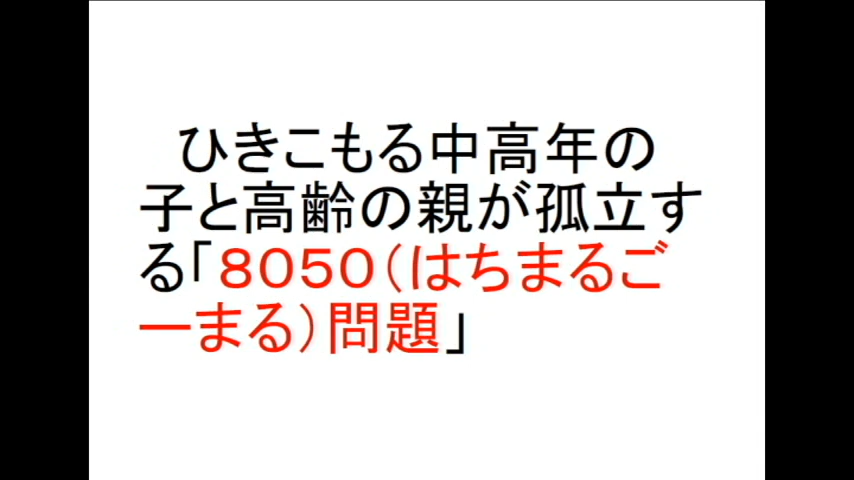 ひきこもる中高年の
子と高齢の親が孤立す
る「８０５０（はちまるご
ーまる）問題」